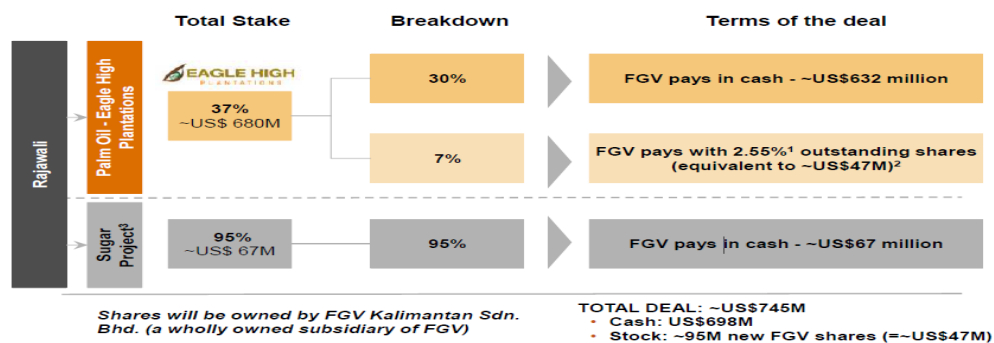 Total Stake
Breakdown
Terms of the deal
Rajawali
Palm Oil - Eagle High
Plantations
EAGLE HIGH
PLANTATIONS
37%
~US$ 680M
30%
FGV pays in cash - ~US$632 million
7%
FGV pays with 2.55%¹ outstanding shares
(equivalent to ~US$47M)²
Sugar
Project³
95%
~US$ 67M
95%
FGV pays in cash - ~US$67 million
Shares will be owned by FGV Kalimantan Sdn.
Bhd. (a wholly owned subsidiary of FGV)
TOTAL DEAL: ~US$745M
• Cash: US$698M
• Stock: ~95M new FGV shares (=~US$47M)